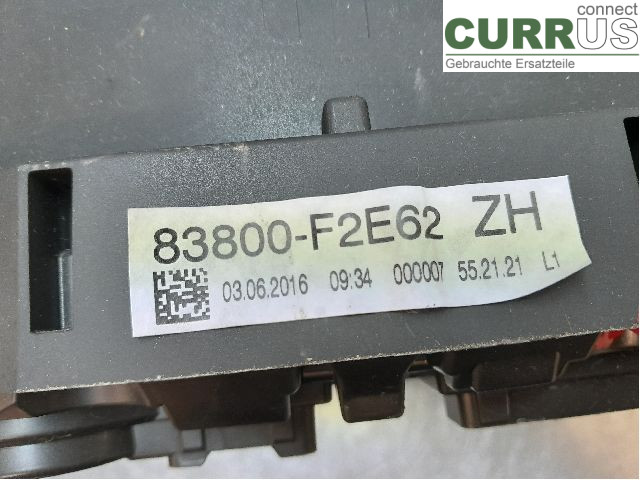 connect
CURRUS
Gebrauchte Ersatzteile
83800-F2E62 ZH
03.06.2016 09:34 000007 55.21.21 L1